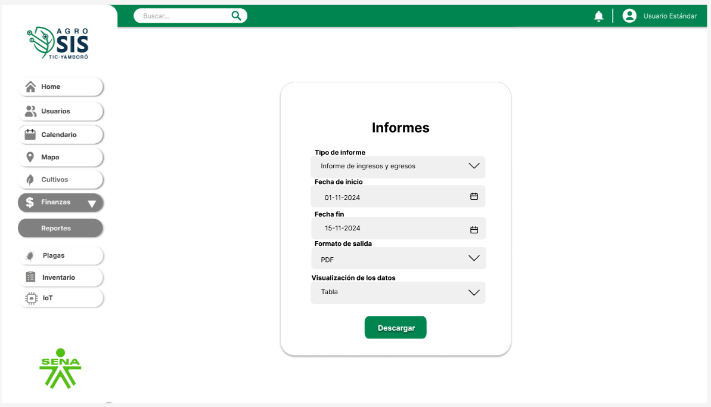 Buscar...
Usuario Estándar
AGRO
SIS
TIC-YAMBORÓ
Home
Usuarios
Calendario
Mapa
Cultivos
Finanzas
Reportes
Plagas
Inventario
IoT
SENA
Informes
Tipo de informe
Informe de ingresos y egresos
Fecha de inicio
01-11-2024
Fecha fin
15-11-2024
Formato de salida
PDF
Visualización de los datos
Tabla
Descargar